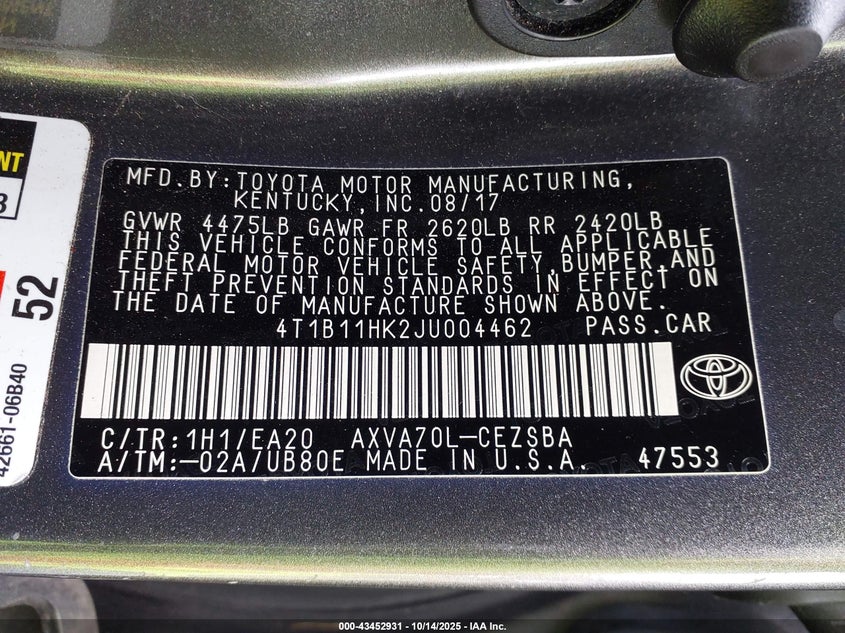 MFD.BY:TOYOTA MOTOR MANUFACTURING,
KENTUCKY,INC.08/17
GVWR 4475LB GAWR FR 2620LB RR 2420LB
THIS VEHICLE CONFORMS TO ALL APPLICABLE
FEDERAL MOTOR VEHICLE SAFETY,BUMPER,AND
THEFT PREVENTION STANDARDS IN EFFECT ON
THE DATE OF MANUFACTURE SHOWN ABOVE.
4T1B11HK2JU004462 PASS.CAR
C/TR:1H1/EA20 AXVA70L-CEZSBA
A/TM:-02A/UB80E MADE IN U.S.A. 47553
52
42661-06B40
000-43452931 - 10/14/2025 - IAA Inc.